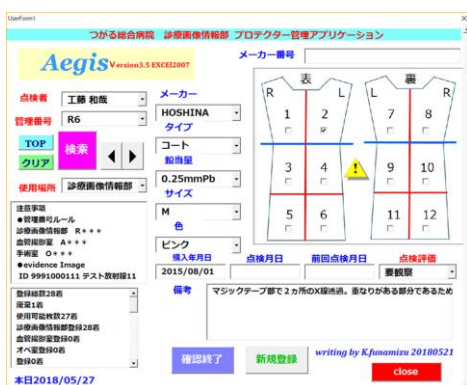 UserForm1
つがる総合病院 診療画像情報部 プロテクター管理アプリケーション
Aegis Version3.5 EXCEl2007
メーカー番号
点検者 工藤 和哉
管理番号 R6
TOP
検索
クリア
使用場所 診療画像情報部
メーカー
HOSHINA
タイプ
コート
鉛当量
0.25mmPb
サイズ
M
色
ピンク
表
裏
R L L R
1 2 7 8
3 4 9 10
5 6 11 12
注意事項
●管理番号ルール
診療画像情報部 R***
血管撮影室 A***
手術室 O***
●evidence Image
ID 9991000111 テスト放射線11
購入年月日 点検月日 前回点検月日 点検評価
2015/08/01 要観察
登録総数28着
廃棄1着
使用可能枚数27着
診療画像情報部登録28着
血管撮影室登録0着
オペ室登録0着
登録0着
備考 マジックテープ部で2ヵ所のX線透過。重なりがある部分であるため
確認終了
新規登録
writing by K.funamizu 20180521
close
本日2018/05/27